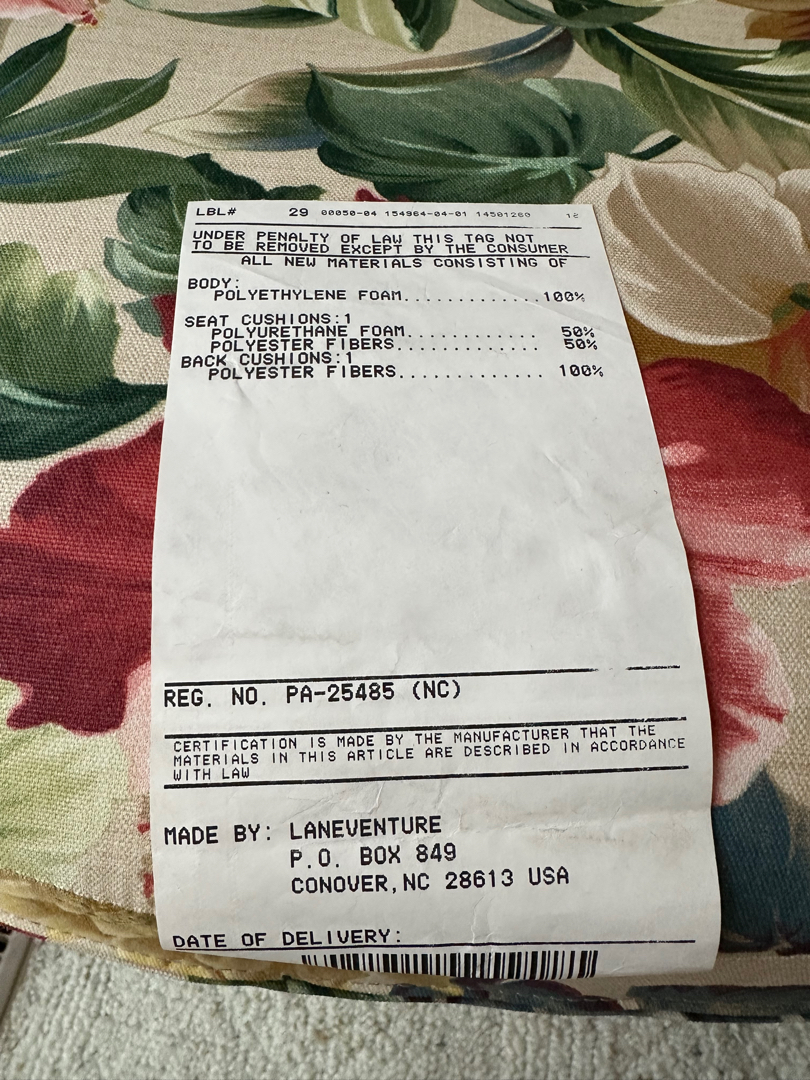 LBL# 29 00050-04 154964-04-01 14501260 12
UNDER PENALTY OF LAW THIS TAG NOT
TO BE REMOVED EXCEPT BY THE CONSUMER
ALL NEW MATERIALS CONSISTING OF
BODY:
POLYETHYLENE FOAM...............100%
SEAT CUSHIONS:1
POLYURETHANE FOAM........... 50%
POLYESTER FIBERS............ 50%
BACK CUSHIONS:1
POLYESTER FIBERS............ 100%
REG. NO. PA-25485 (NC)
CERTIFICATION IS MADE BY THE MANUFACTURER THAT THE
MATERIALS IN THIS ARTICLE ARE DESCRIBED IN ACCORDANCE
WITH LAW
MADE BY: LANEVENTURE
P.O. BOX 849
CONOVER,NC 28613 USA
DATE OF DELIVERY: